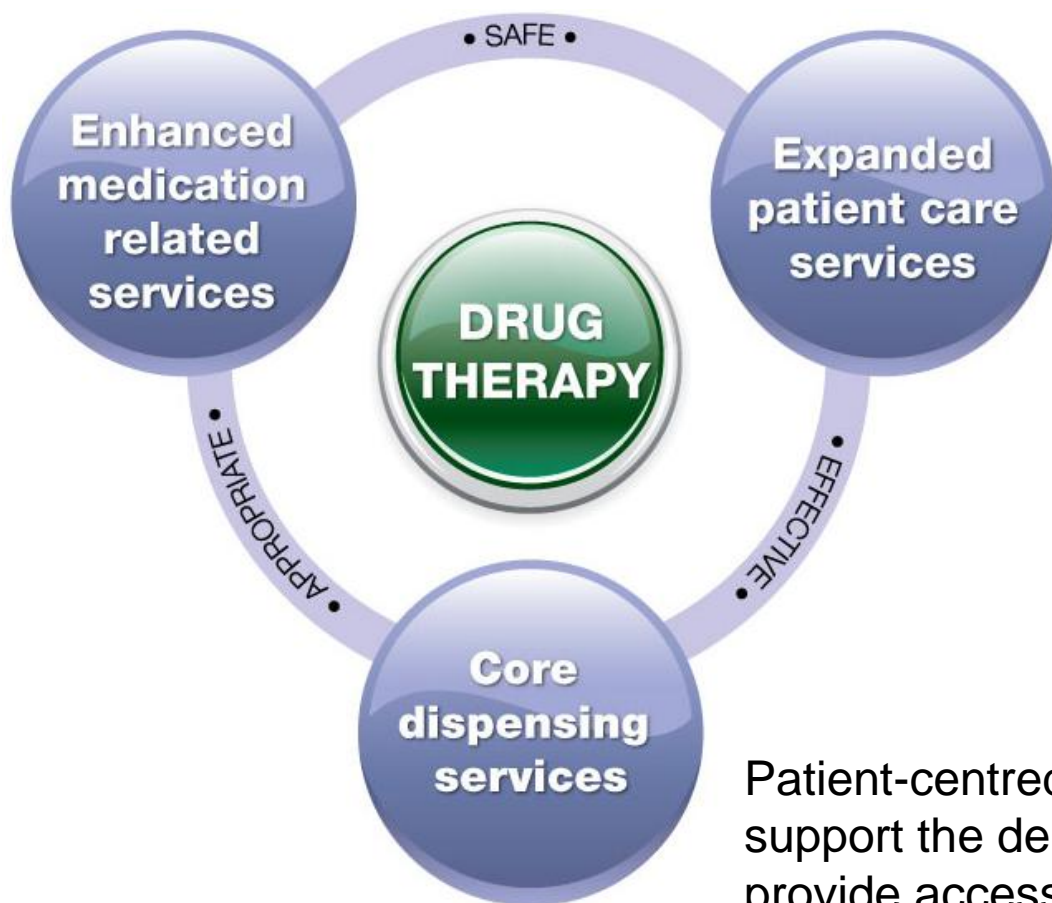 • SAFE •
Enhanced
medication
related
services
Expanded
patient care
services
DRUG
THERAPY
• APPROPRIATE •
• EFFECTIVE •
Core
dispensing
services
Patient-centred
support the de
provide access